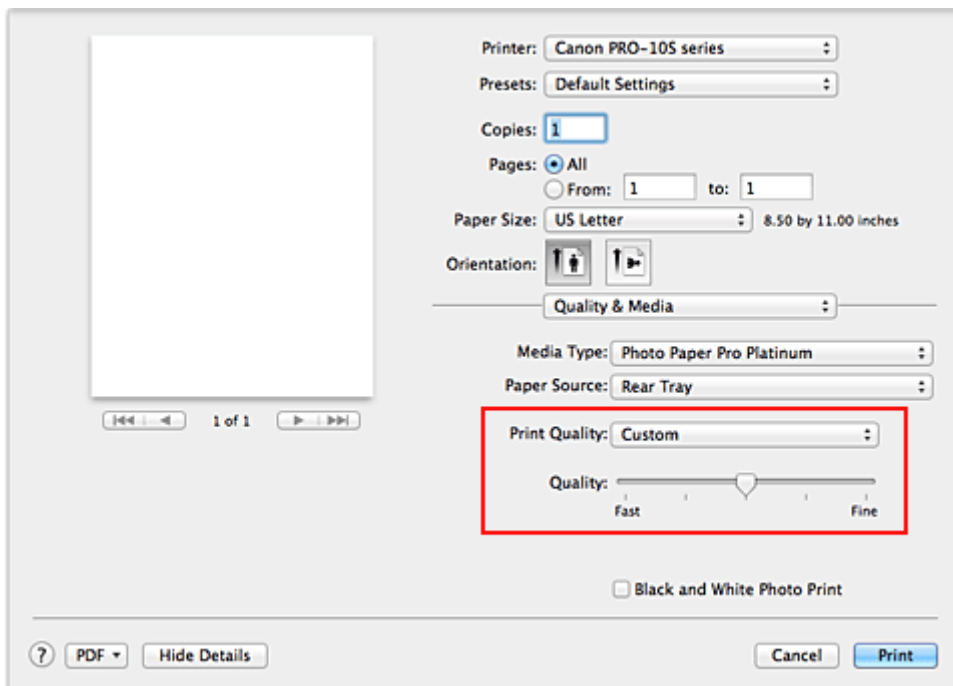 Printer: Canon PRO-10S series
Presets: Default Settings
Copies: 1
Pages: All
From: 1 to: 1
Paper Size: US Letter 8.50 by 11.00 inches
Orientation:
Quality & Media
Media Type: Photo Paper Pro Platinum
Paper Source: Rear Tray
1 of 1
Print Quality: Custom
Quality:
Fast Fine
Black and White Photo Print
? PDF Hide Details Cancel Print